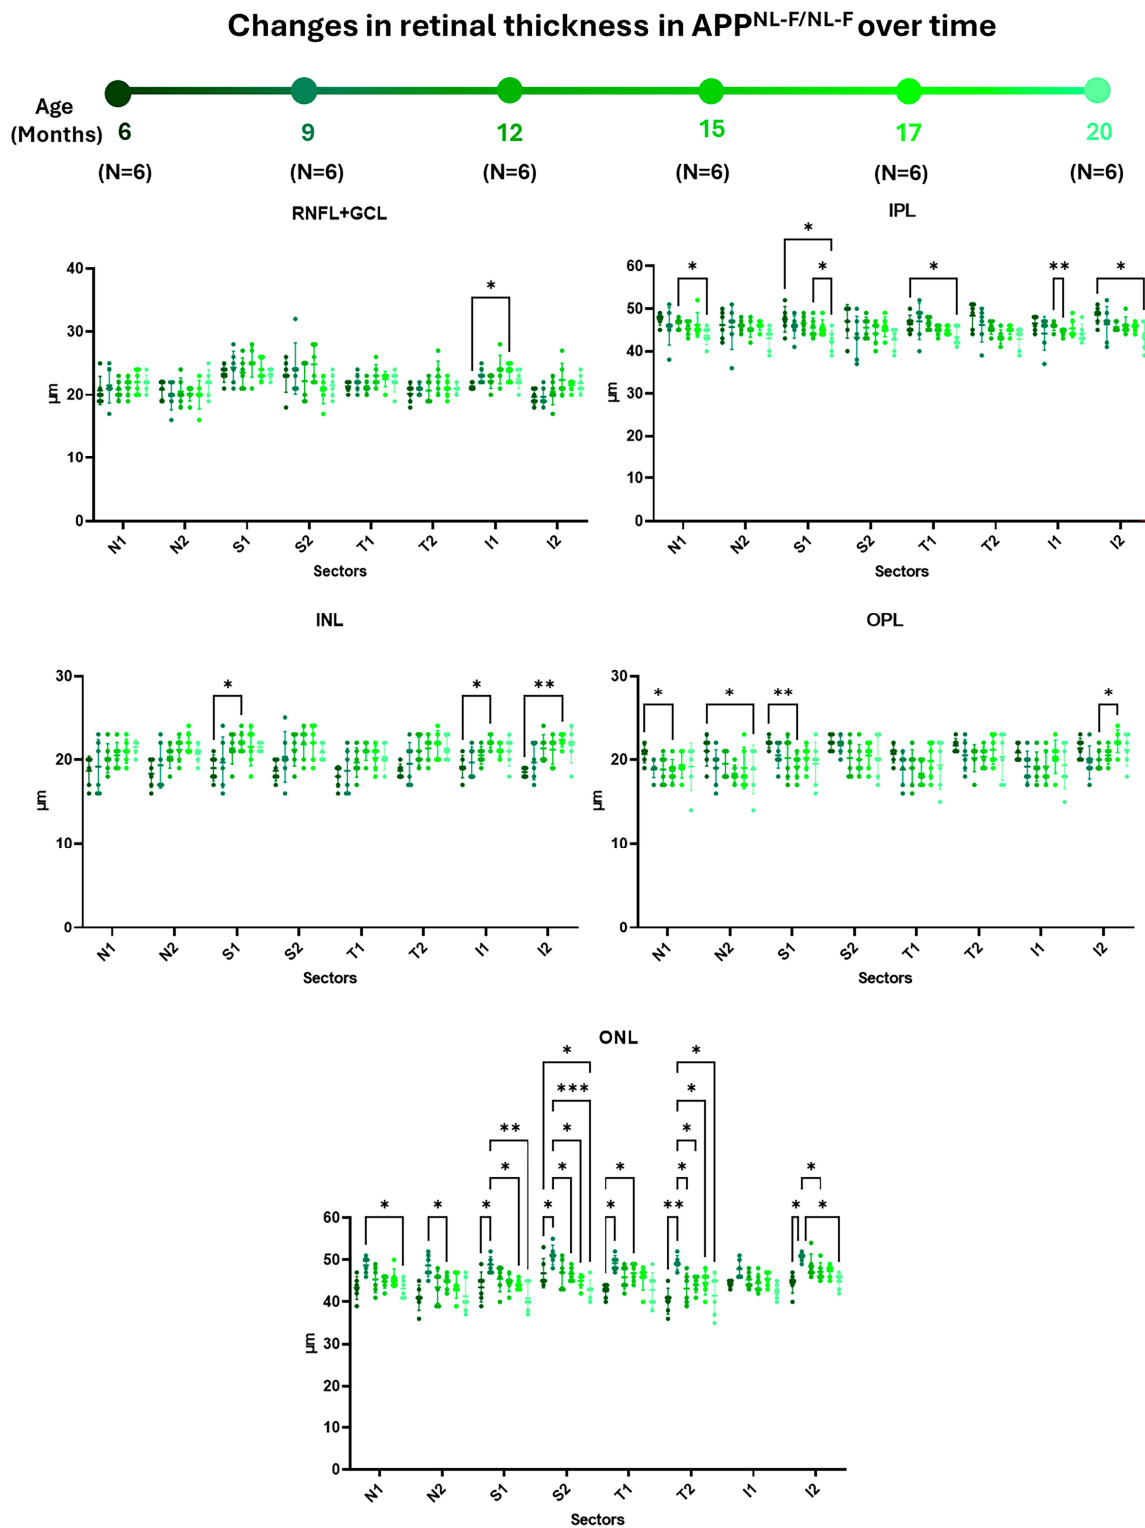 Changes in retinal thickness in APPNL-F/NL-F over time
Age
(Months)
6
9
12
15
17
20
(N=6)
(N=6)
(N=6)
(N=6)
(N=6)
(N=6)
RNFL+GCL
*
40
30
20
10
0
µm
N1
N2
S1
S2
T1
T2
I1
I2
Sectors
IPL
*
*
*
*
**
*
60
50
40
30
20
10
0
µm
N1
N2
S1
S2
T1
T2
I1
I2
Sectors
INL
*
*
**
30
20
10
0
µm
N1
N2
S1
S2
T1
T2
I1
I2
Sectors
OPL
*
*
**
*
30
20
10
0
µm
N1
N2
S1
S2
T1
T2
I1
I2
Sectors
ONL
*
*
***
*
**
*
*
*
*
*
*
*
*
*
*
*
*
**
*
*
60
50
40
30
20
10
0
µm
N1
N2
S1
S2
T1
T2
I1
I2
Sectors